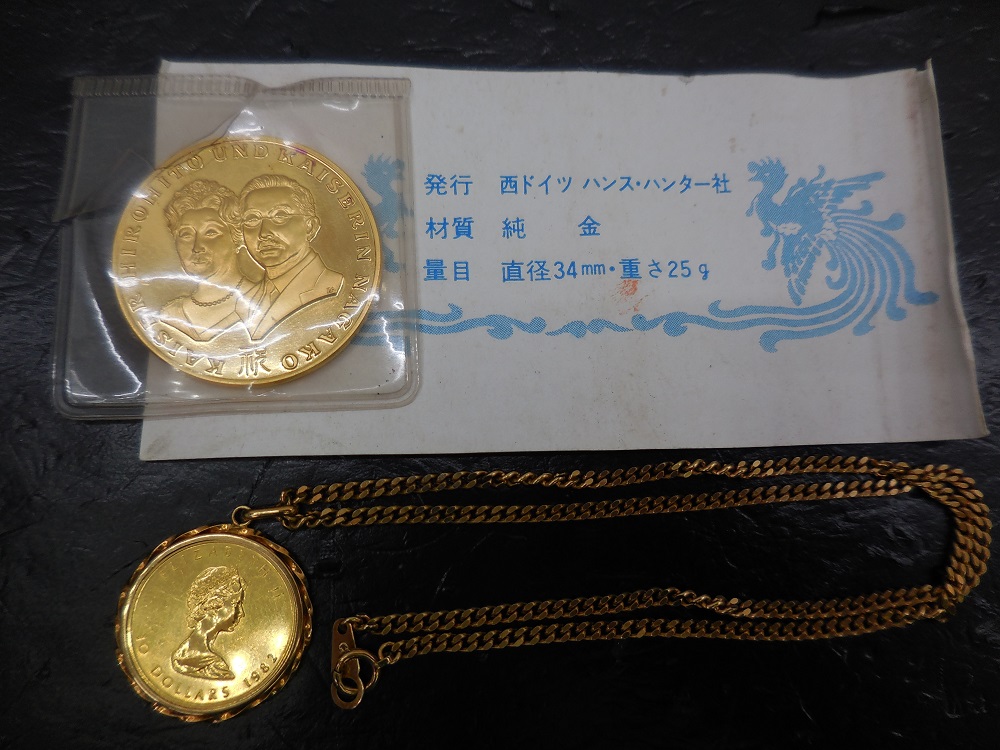 KAISER HIROHITO UND KAISERIN NAGAKO
発行 西ドイツ ハンス・ハンター社
材質 純 金
量目 直径34mm・重さ25g
ELIZABETH II
10 DOLLARS 1982